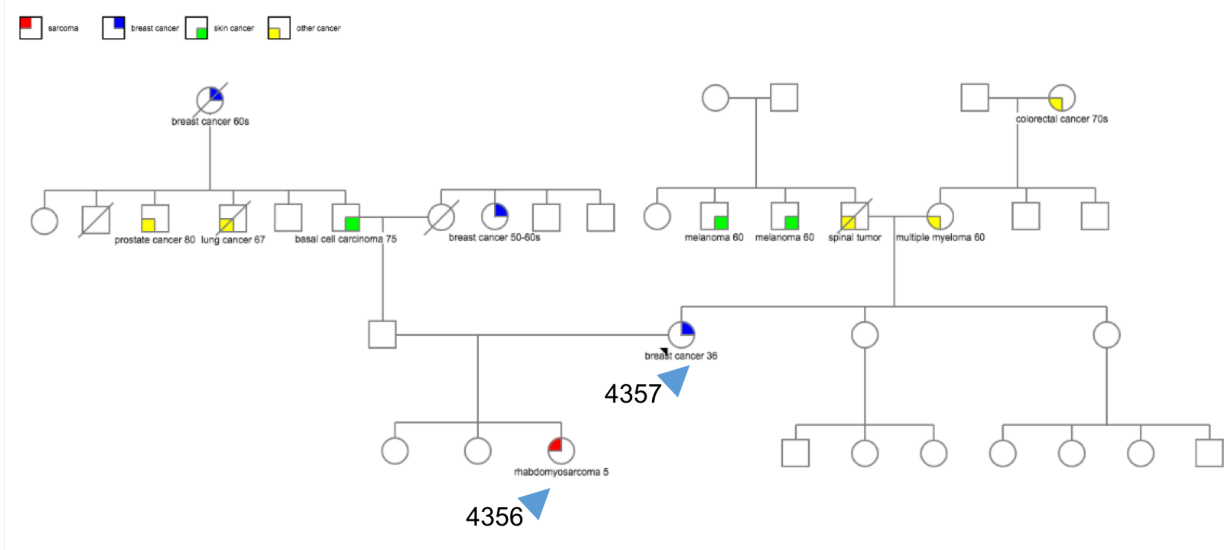 sarcoma
breast cancer
skin cancer
other cancer
breast cancer 60s
colorectal cancer 70s
prostate cancer 80
lung cancer 67
basal cell carcinoma 75
breast cancer 50-60s
melanoma 60
melanoma 60
spinal tumor
multiple myeloma 60
breast cancer 36
4357
rhabdomyosarcoma 5
4356